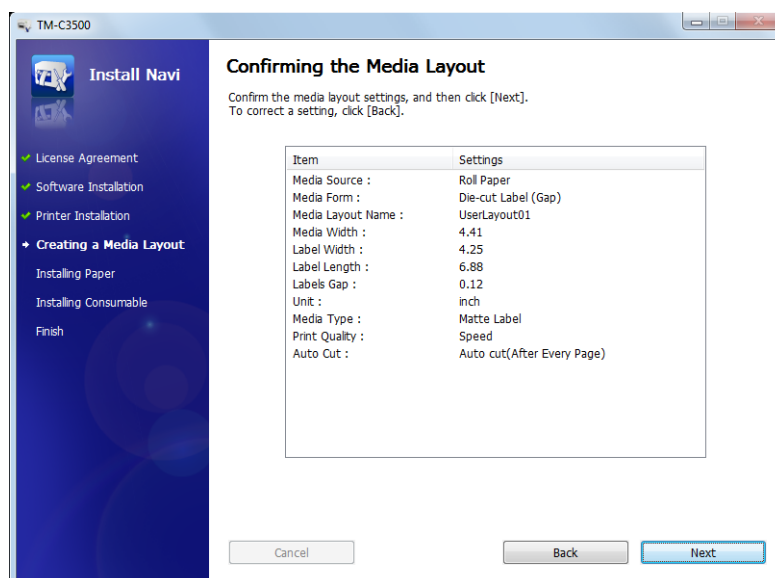 TM-C3500
Install Navi
License Agreement
Software Installation
Printer Installation
Creating a Media Layout
Installing Paper
Installing Consumable
Finish
Confirming the Media Layout
Confirm the media layout settings, and then click [Next].
To correct a setting, click [Back].
Item Settings
Media Source : Roll Paper
Media Form : Die-cut Label (Gap)
Media Layout Name : UserLayout01
Media Width : 4.41
Label Width : 4.25
Label Length : 6.88
Labels Gap : 0.12
Unit : inch
Media Type : Matte Label
Print Quality : Speed
Auto Cut : Auto cut(After Every Page)
Cancel Back Next